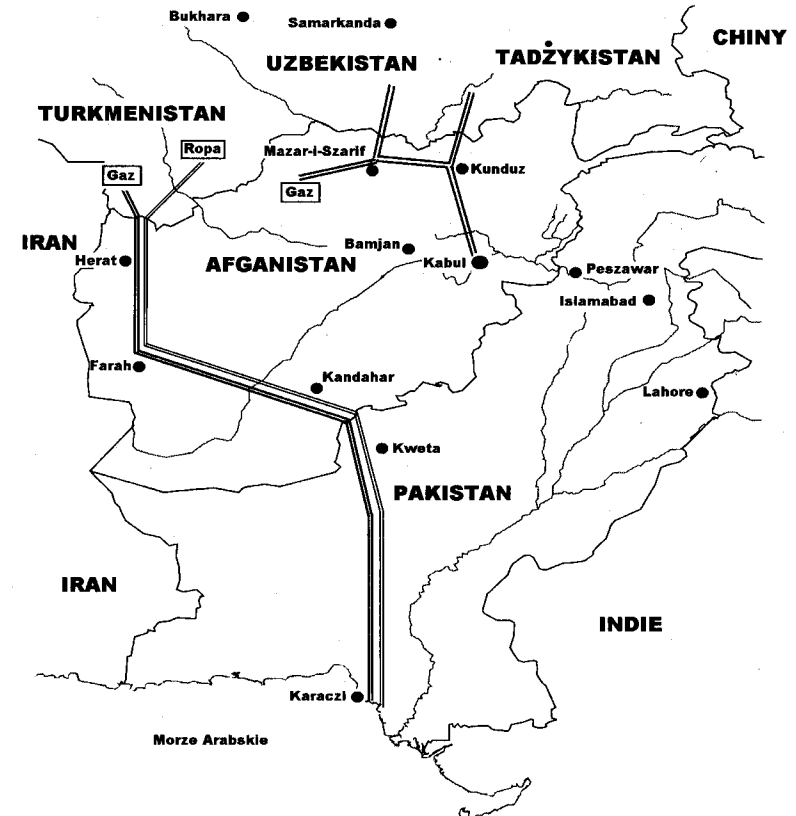 Bukhara
Samarkanda
CHINY
UZBEKISTAN
TADŻYKISTAN
TURKMENISTAN
Ropa
Mazar-i-Szarif
Gaz
Kunduz
Gaz
IRAN
Herat
AFGANISTAN
Bamjan
Kabul
Peszawar
Islamabad
Farah
Kandahar
Lahore
Kweta
PAKISTAN
IRAN
INDIE
Karaczi
Morze Arabskie